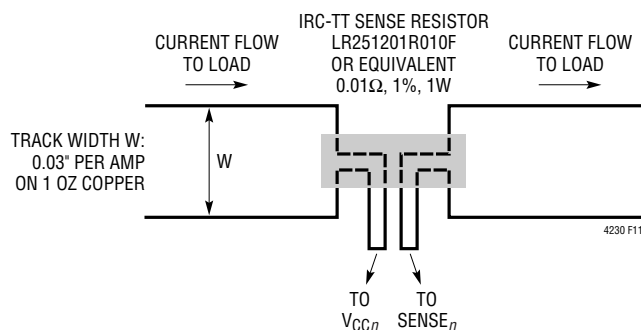 IRC-TT SENSE RESISTOR
LR251201R010F
OR EQUIVALENT
0.01Ω, 1%, 1W
CURRENT FLOW
TO LOAD
CURRENT FLOW
TO LOAD
TRACK WIDTH W:
0.03" PER AMP
ON 1 OZ COPPER
W
4230 F11
TO
VCCn
TO
SENSEn